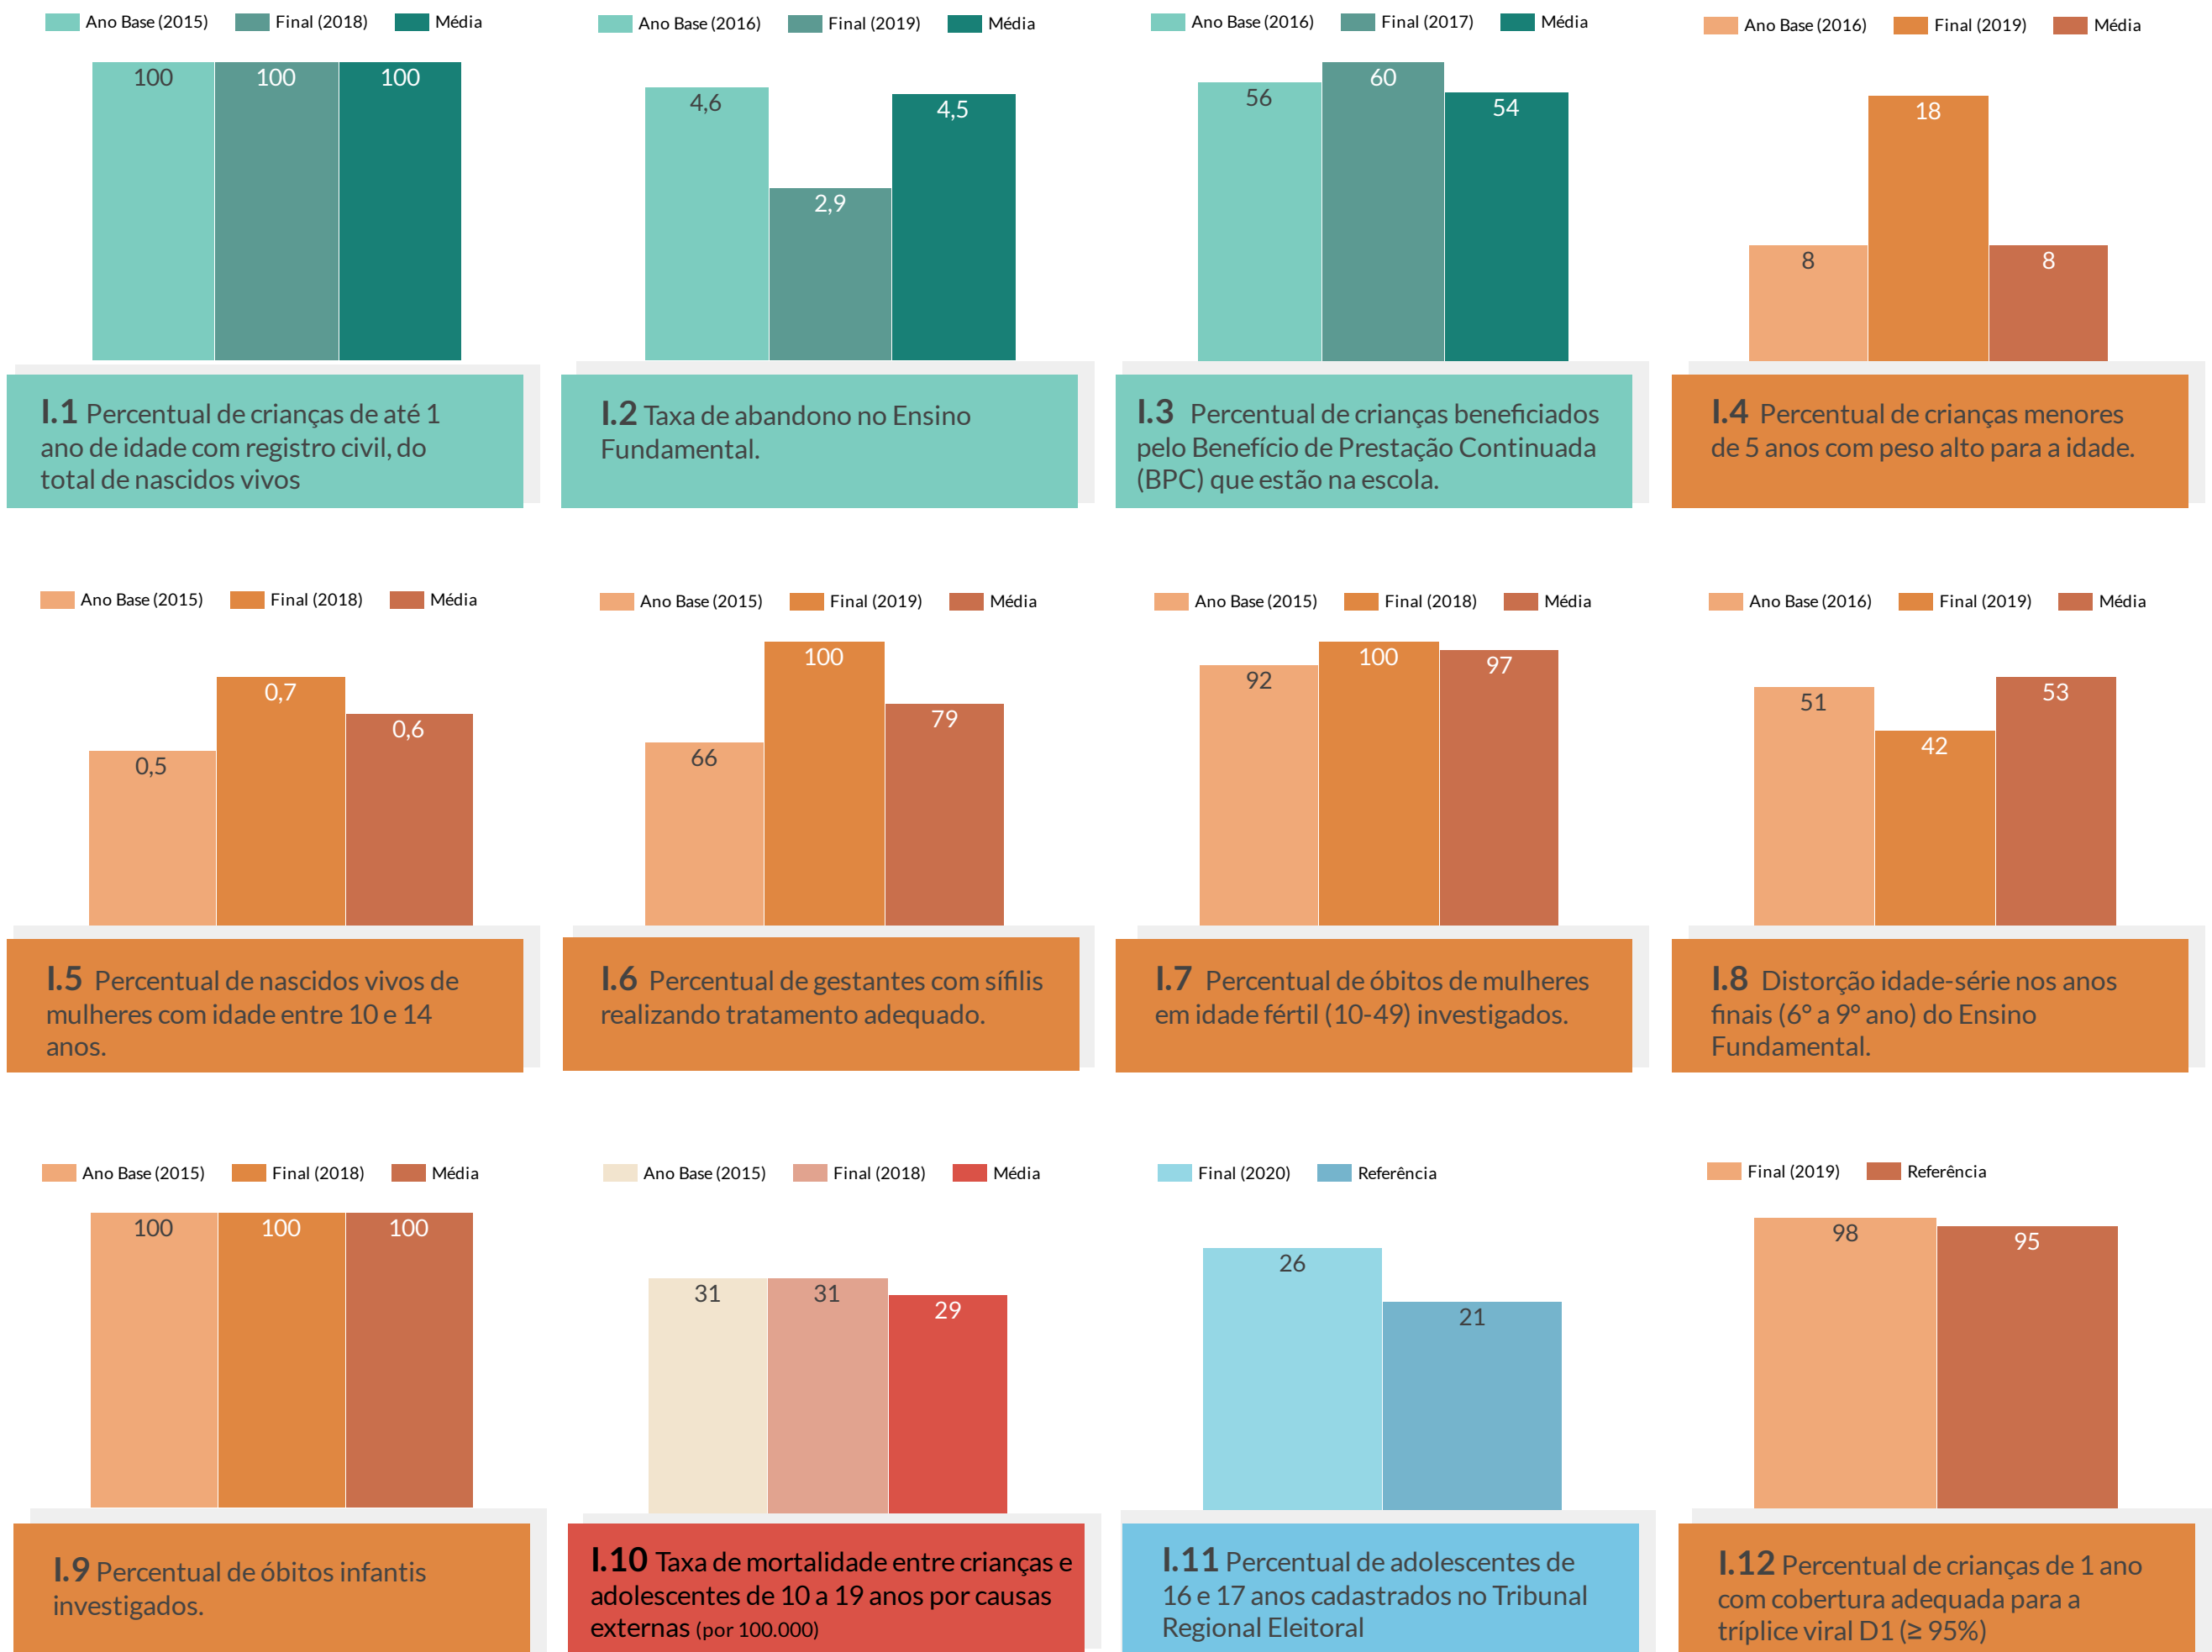 Ano Base (2015) Final (2018) Média
100 100 100
I.1 Percentual de crianças de até 1
ano de idade com registro civil, do
total de nascidos vivos
Ano Base (2016) Final (2019) Média
4,6 2,9 4,5
I.2 Taxa de abandono no Ensino
Fundamental.
Ano Base (2016) Final (2017) Média
56 60 54
I.3 Percentual de crianças beneficiados
pelo Benefício de Prestação Continuada
(BPC) que estão na escola.
Ano Base (2016) Final (2019) Média
8 18 8
I.4 Percentual de crianças menores
de 5 anos com peso alto para a idade.
Ano Base (2015) Final (2018) Média
0,5 0,7 0,6
I.5 Percentual de nascidos vivos de
mulheres com idade entre 10 e 14
anos.
Ano Base (2015) Final (2019) Média
66 100 79
I.6 Percentual de gestantes com sífilis
realizando tratamento adequado.
Ano Base (2015) Final (2018) Média
92 100 97
I.7 Percentual de óbitos de mulheres
em idade fértil (10-49) investigados.
Ano Base (2016) Final (2019) Média
51 42 53
I.8 Distorção idade-série nos anos
finais (6º a 9º ano) do Ensino
Fundamental.
Ano Base (2015) Final (2018) Média
100 100 100
I.9 Percentual de óbitos infantis
investigados.
Ano Base (2015) Final (2018) Média
31 31 29
I.10 Taxa de mortalidade entre crianças e
adolescentes de 10 a 19 anos por causas
externas (por 100.000)
Final (2020) Referência
26 21
I.11 Percentual de adolescentes de
16 e 17 anos cadastrados no Tribunal
Regional Eleitoral
Final (2019) Referência
98 95
I.12 Percentual de crianças de 1 ano
com cobertura adequada para a
tríplice viral D1 (≥ 95%)